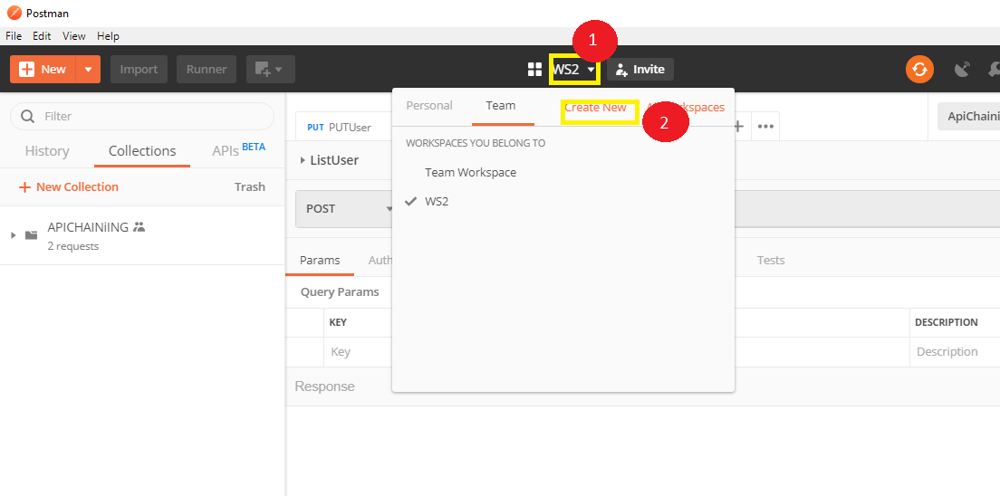 Postman
File Edit View Help
New Import Runner WS2 Invite
1
Filter
Personal Team Create New
2
PUT PUTUser
ApiChaini
History Collections APIs BETA
WORKSPACES YOU BELONG TO
ListUser
Team Workspace
New Collection Trash
WS2
POST
APICHAINiING
2 requests
Params Auth Tests
Query Params
KEY DESCRIPTION
Key Description
Response